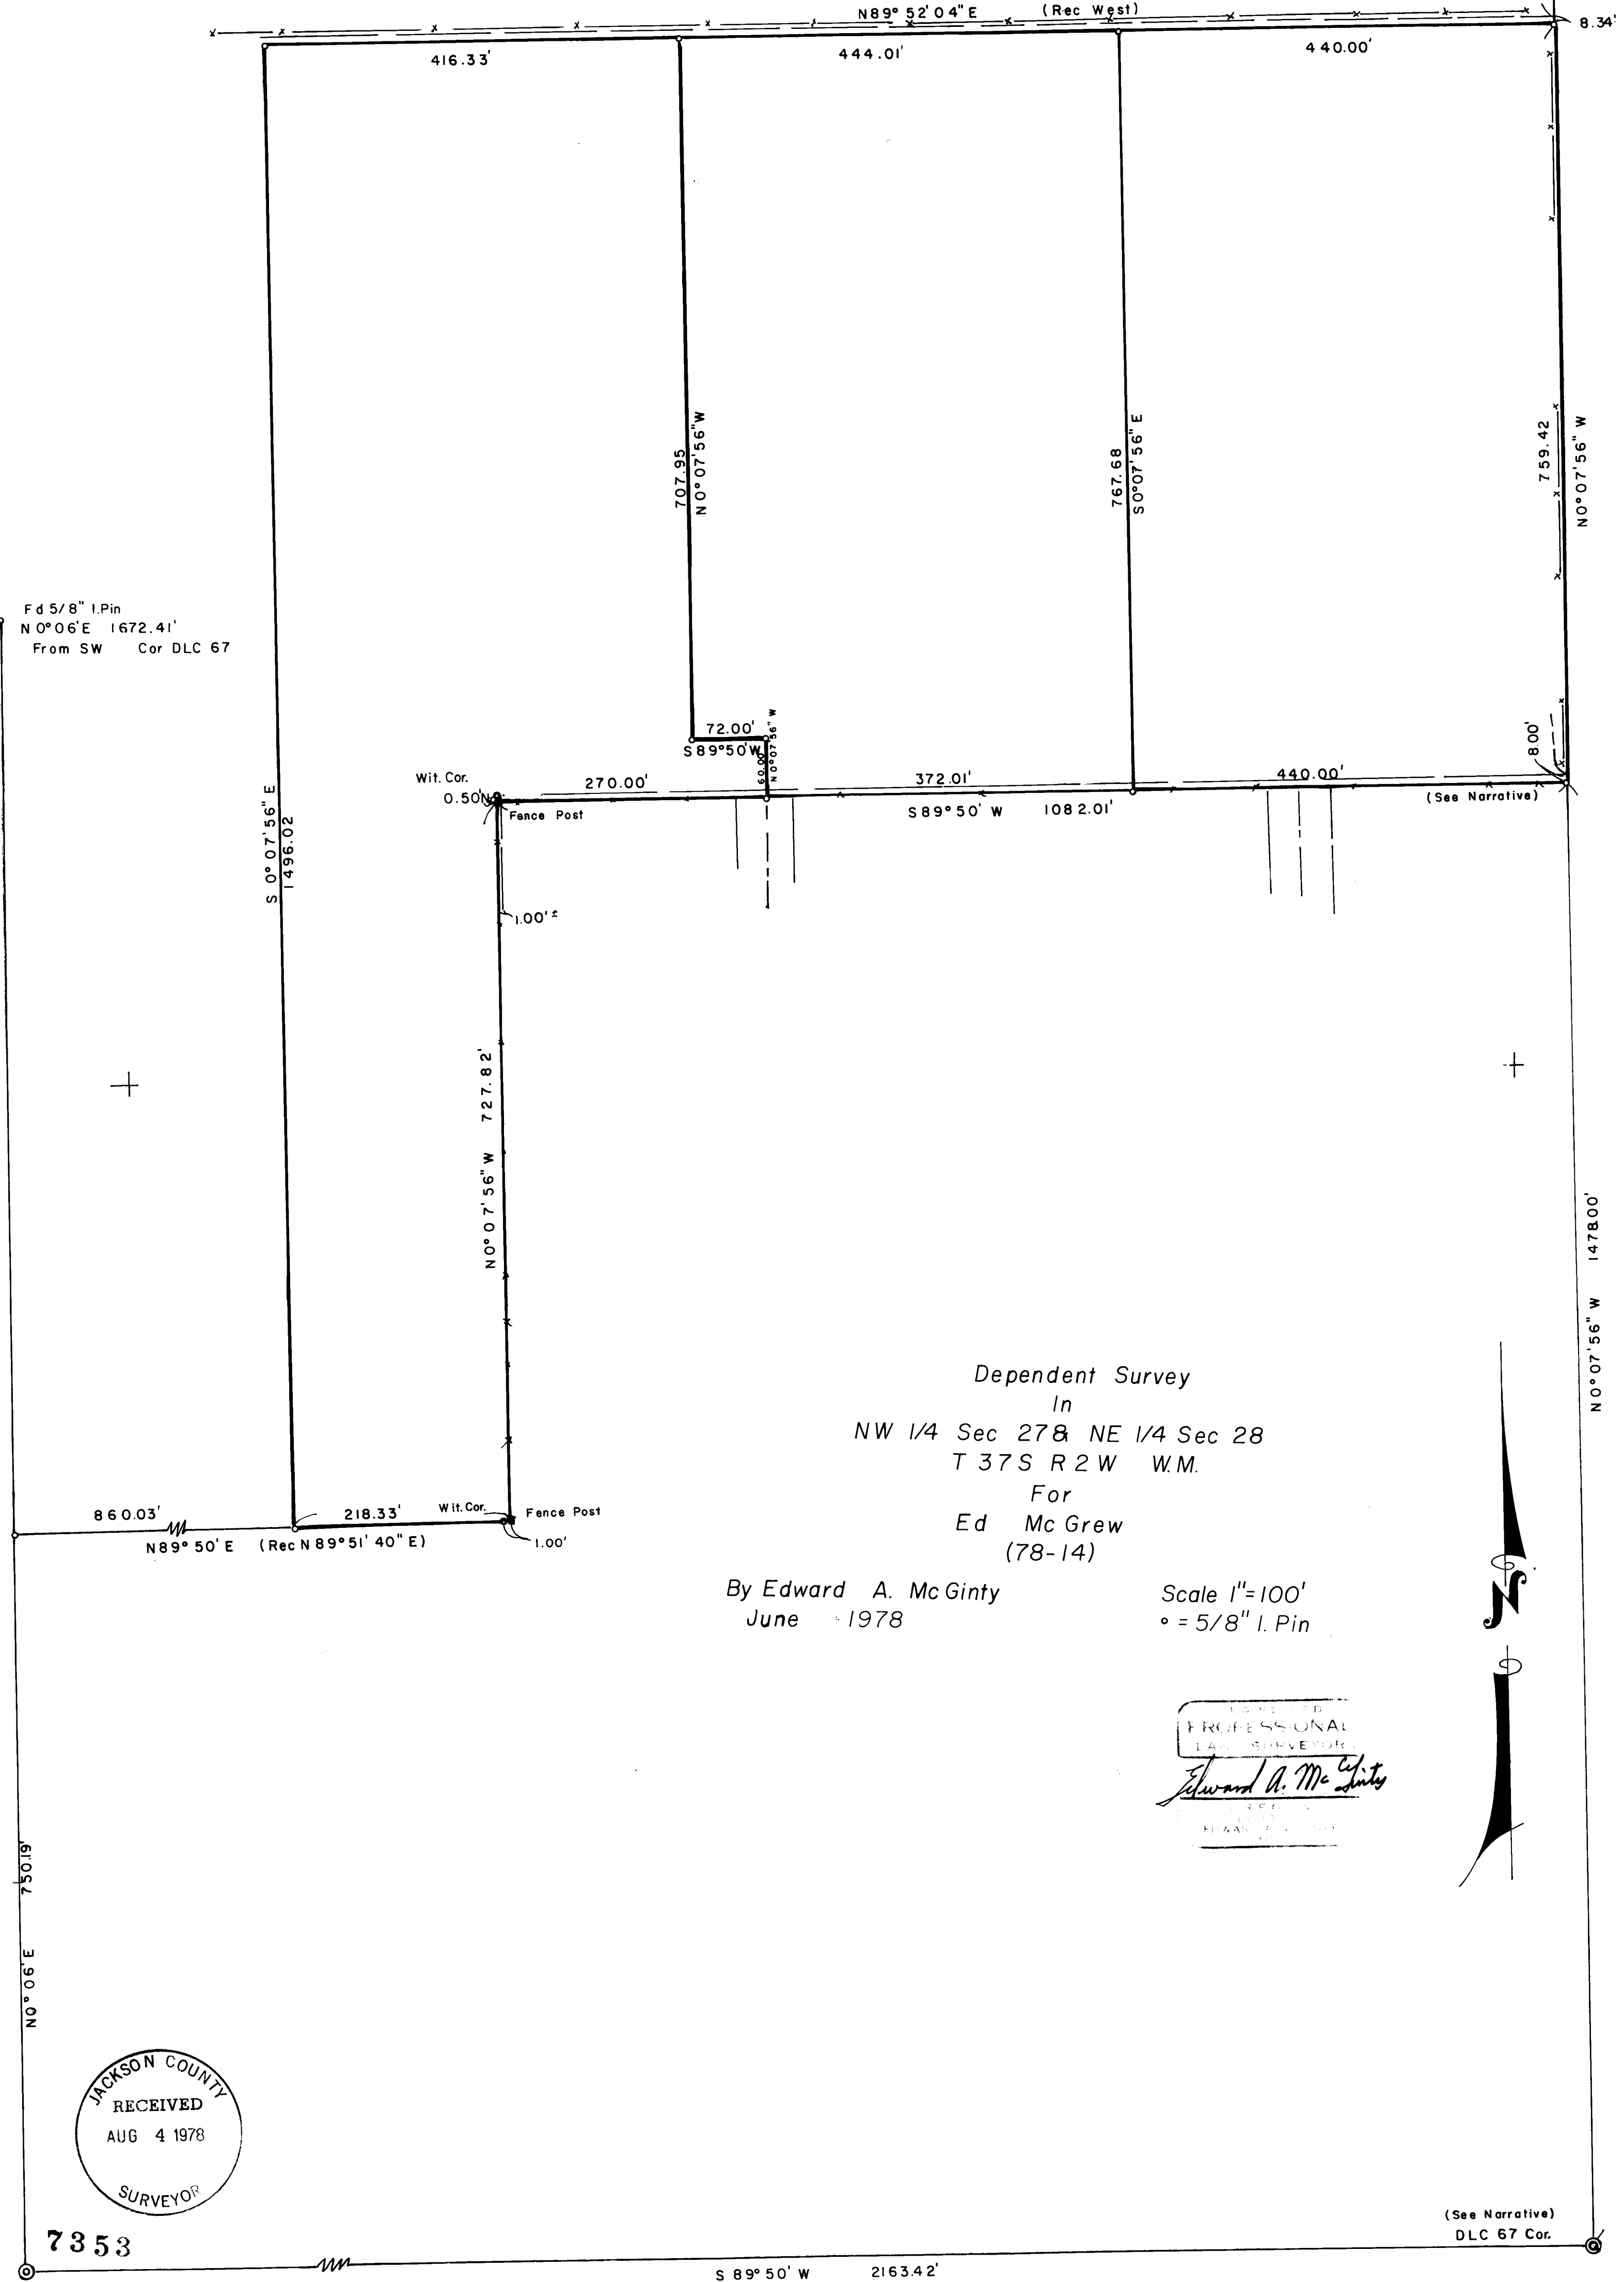 N89° 52' 04" E (Rec West)
8.34'
416.33'
444.01'
440.00'
707.95
N0° 07' 56" W
767.68
S0° 07' 56" E
759.42
N0° 07' 56" W
Fd 5/8" I.Pin
N 0° 06' E 1672.41'
From SW Cor DLC 67
72.00'
S 89° 50' W
60.00
N 0° 07' 56" W
8.00'
Wit. Cor.
0.50'N
270.00'
372.01'
440.00'
Fence Post
S89° 50' W 1082.01'
(See Narrative)
S 0° 07' 56" E
1496.02
1.00' ±
N0° 07' 56" W 727.82'
N0° 07' 56" W 1478.00'
860.03'
218.33'
Wit. Cor.
Fence Post
1.00'
N89° 50' E (Rec N 89° 51' 40" E)
Dependent Survey
In
NW 1/4 Sec 27 & NE 1/4 Sec 28
T 37S R 2 W W.M.
For
Ed Mc Grew
(78-14)
By Edward A. Mc Ginty
June 1978
Scale 1"=100'
° = 5/8" I. Pin
N
PROFESSIONAL
LAND SURVEYOR
Edward A. McGinty
N0° 06' E 750.19'
JACKSON COUNTY
RECEIVED
AUG 4 1978
SURVEYOR
7353
(See Narrative)
DLC 67 Cor.
S 89° 50' W 2163.42'